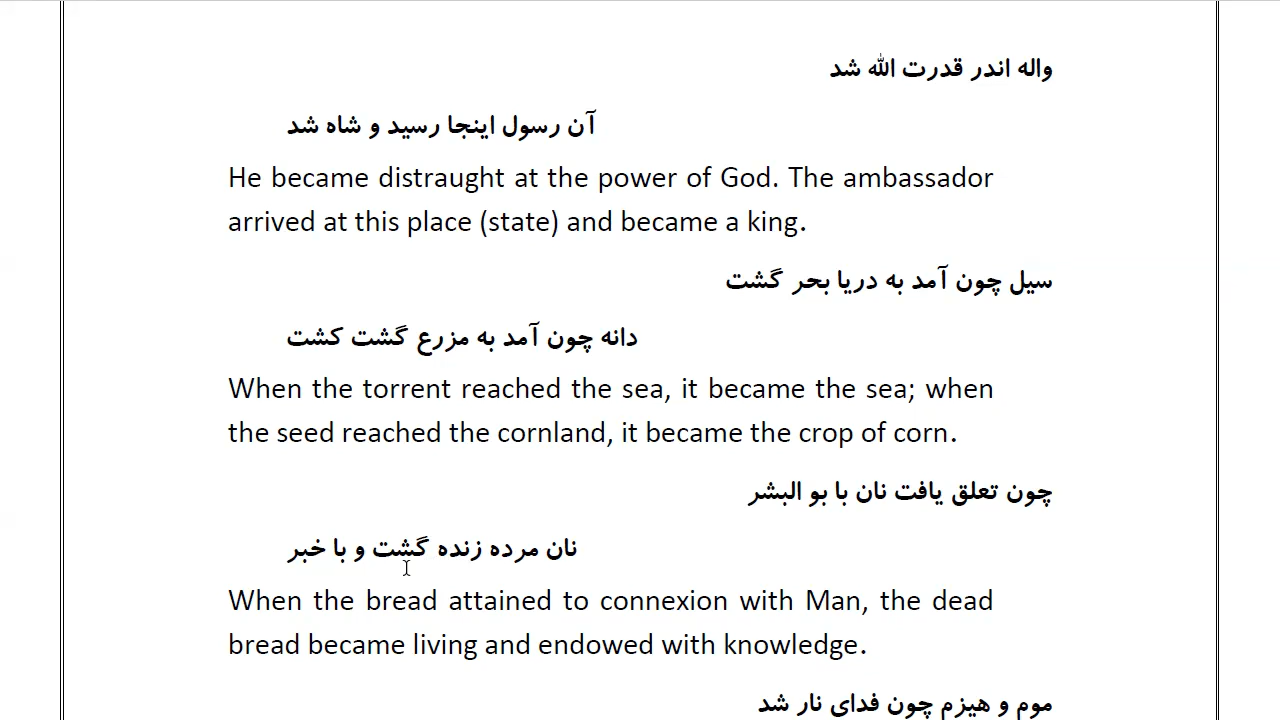 واله اندر قدرت الله شد
آن رسول اینجا رسید و شاه شد
He became distraught at the power of God. The ambassador
arrived at this place (state) and became a king.
سیل چون آمد به دریا بحر گشت
دانه چون آمد به مزرع گشت کشت
When the torrent reached the sea, it became the sea; when
the seed reached the cornland, it became the crop of corn.
چون تعلق یافت نان با بو البشر
نان مرده زنده گشت و با خبر
When the bread attained to connexion with Man, the dead
bread became living and endowed with knowledge.
موم و هیزم چون فدای نار شد